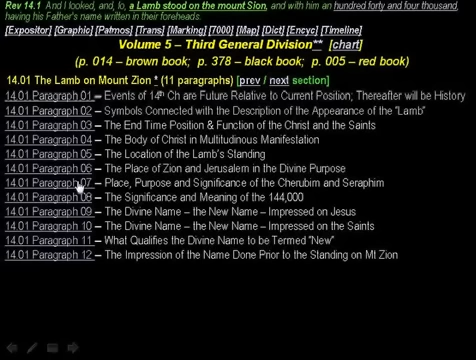 Rev 14.1 And I looked, and, lo, a Lamb stood on the mount Sion, and with him an hundred forty and four thousand,
having his Father's name written in their foreheads.
[Expositor] [Graphic] [Patmos] [Trans] [Marking] [7000] [Map] [Dict] [Encyc] [Timeline]
Volume 5 – Third General Division** [chart]
(p. 014 – brown book; p. 378 – black book; p. 005 – red book)
14.01 The Lamb on Mount Zion * (11 paragraphs) [prev / next section]
14.01 Paragraph 01 – Events of 14th Ch are Future Relative to Current Position; Thereafter will be History
14.01 Paragraph 02 – Symbols Connected with the Description of the Appearance of the "Lamb"
14.01 Paragraph 03 – The End Time Position & Function of the Christ and the Saints
14.01 Paragraph 04 – The Body of Christ in Multitudinous Manifestation
14.01 Paragraph 05 – The Location of the Lamb's Standing
14.01 Paragraph 06 – The Place of Zion and Jerusalem in the Divine Purpose
14.01 Paragraph 07 – Place, Purpose and Significance of the Cherubim and Seraphim
14.01 Paragraph 08 – The Significance and Meaning of the 144,000
14.01 Paragraph 09 – The Divine Name – the New Name – Impressed on Jesus
14.01 Paragraph 10 – The Divine Name – the New Name – Impressed on the Saints
14.01 Paragraph 11 – What Qualifies the Divine Name to be Termed "New"
14.01 Paragraph 12 – The Impression of the Name Done Prior to the Standing on Mt Zion